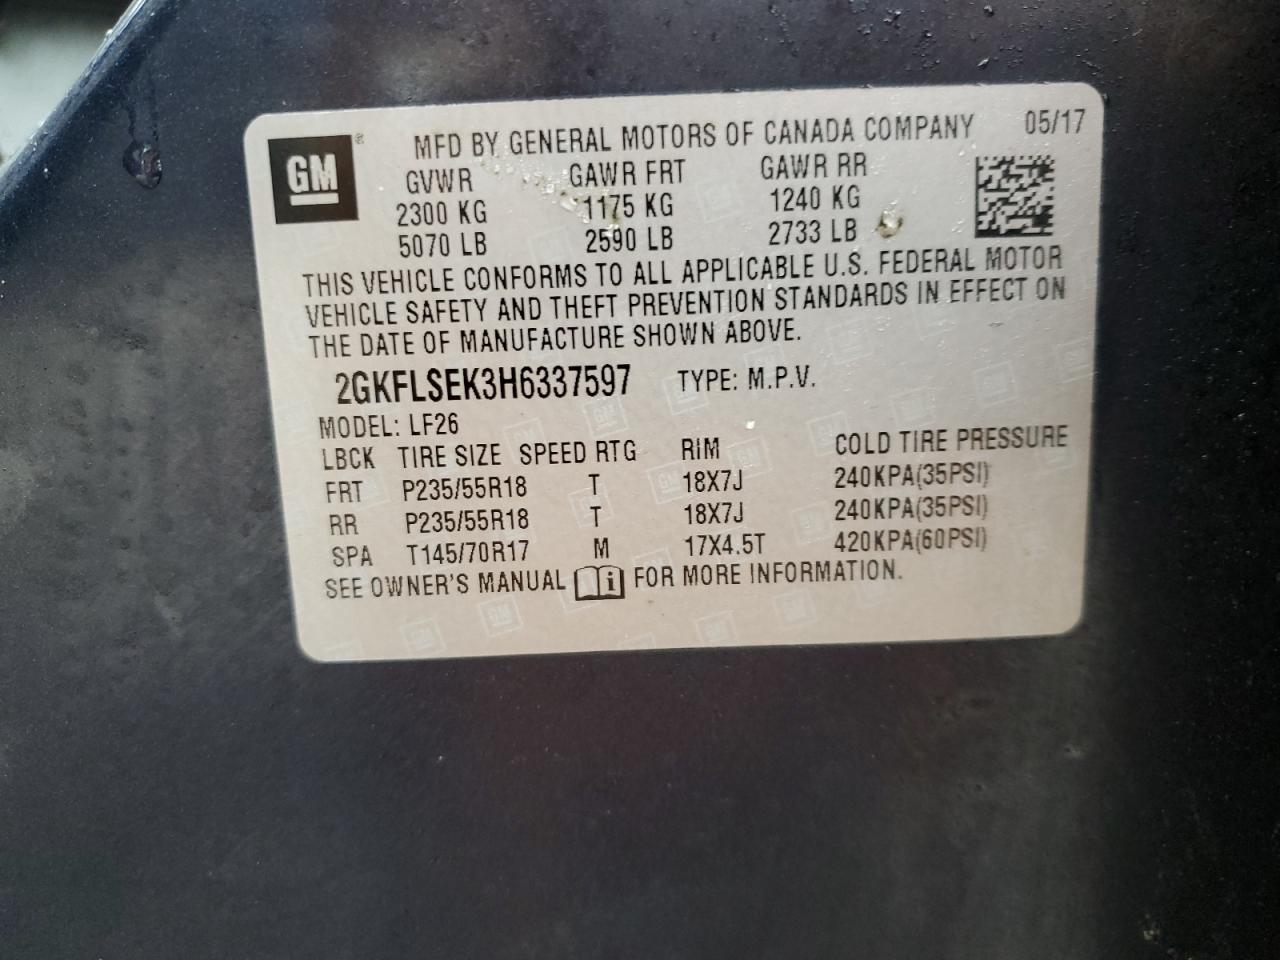 GM ® MFD BY GENERAL MOTORS OF CANADA COMPANY 05/17
GVWR GAWR FRT GAWR RR
2300 KG 1175 KG 1240 KG
5070 LB 2590 LB 2733 LB
THIS VEHICLE CONFORMS TO ALL APPLICABLE U.S. FEDERAL MOTOR
VEHICLE SAFETY AND THEFT PREVENTION STANDARDS IN EFFECT ON
THE DATE OF MANUFACTURE SHOWN ABOVE.
2GKFLSEK3H6337597 TYPE: M.P.V.
MODEL: LF26
LBCK TIRE SIZE SPEED RTG RIM COLD TIRE PRESSURE
FRT P235/55R18 T 18X7J 240KPA(35PSI)
RR P235/55R18 T 18X7J 240KPA(35PSI)
SPA T145/70R17 M 17X4.5T 420KPA(60PSI)
SEE OWNER'S MANUAL i FOR MORE INFORMATION.